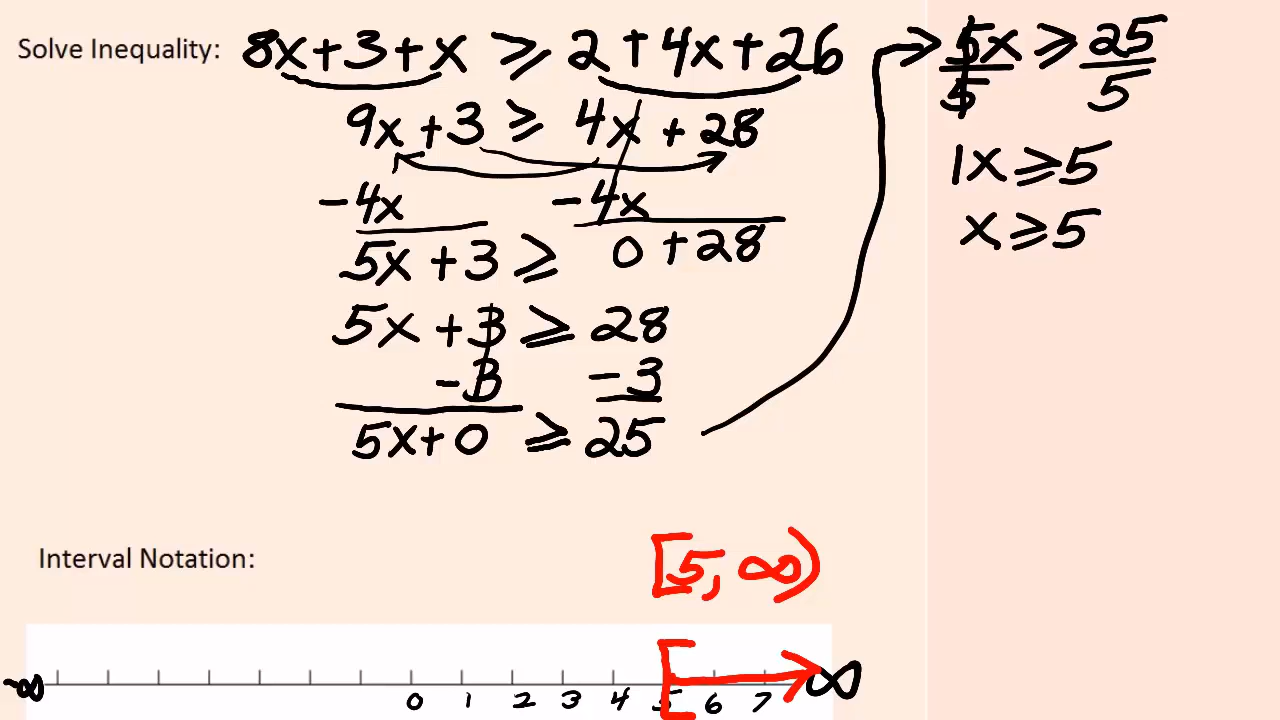 Solve Inequality: 8x+3+x ≥ 2+4x+26
9x+3 ≥ 4x+28
-4x -4x
5x+3 ≥ 0+28
5x+3 ≥ 28
-3 -3
5x+0 ≥ 25
5x ≥ 25
5 5
1x ≥ 5
x ≥ 5
Interval Notation: [5, ∞)
-∞ 0 1 2 3 4 [5 6 7 ∞